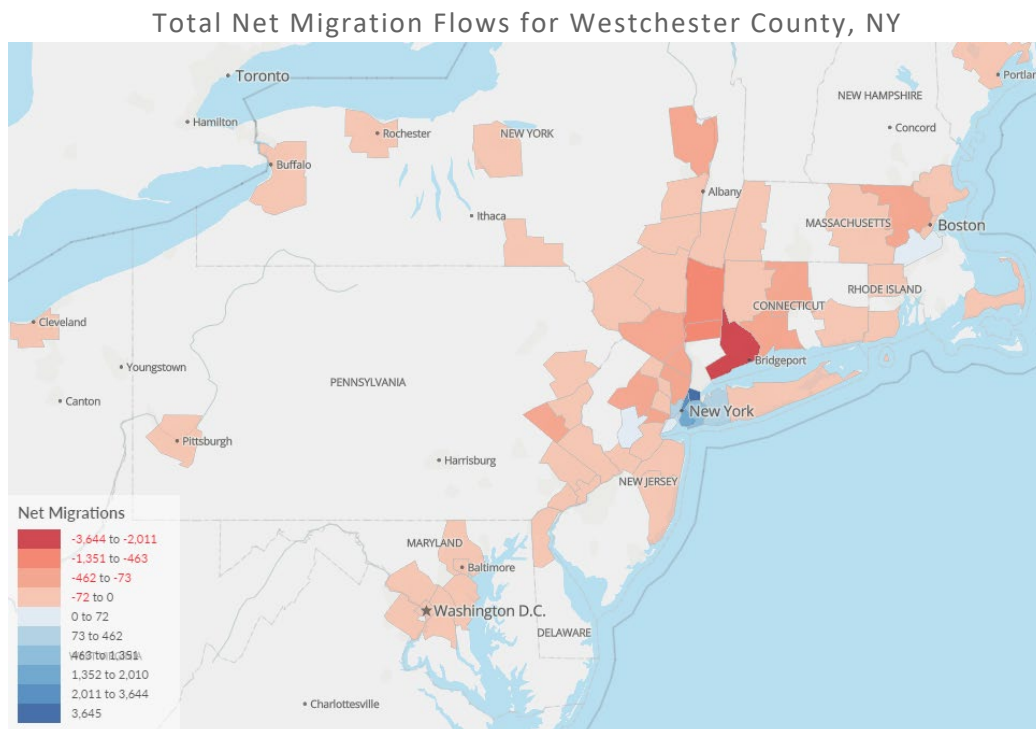 Total Net Migration Flows for Westchester County, NY
Toronto
Portlan
NEW HAMPSHIRE
Hamilton
Rochester
NEW YORK
Concord
Buffalo
Albany
Ithaca
MASSACHUSETTS
Boston
RHODE ISLAND
CONNECTICUT
Cleveland
Youngstown
Bridgeport
PENNSYLVANIA
Canton
New York
Pittsburgh
Harrisburg
NEW JERSEY
Net Migrations
-3,644 to -2,011
-1,351 to -463
-462 to -73
-72 to 0
0 to 72
73 to 462
463 to 1,351
1,352 to 2,010
2,011 to 3,644
3,645
MARYLAND
Baltimore
Washington D.C.
DELAWARE
Charlottesville